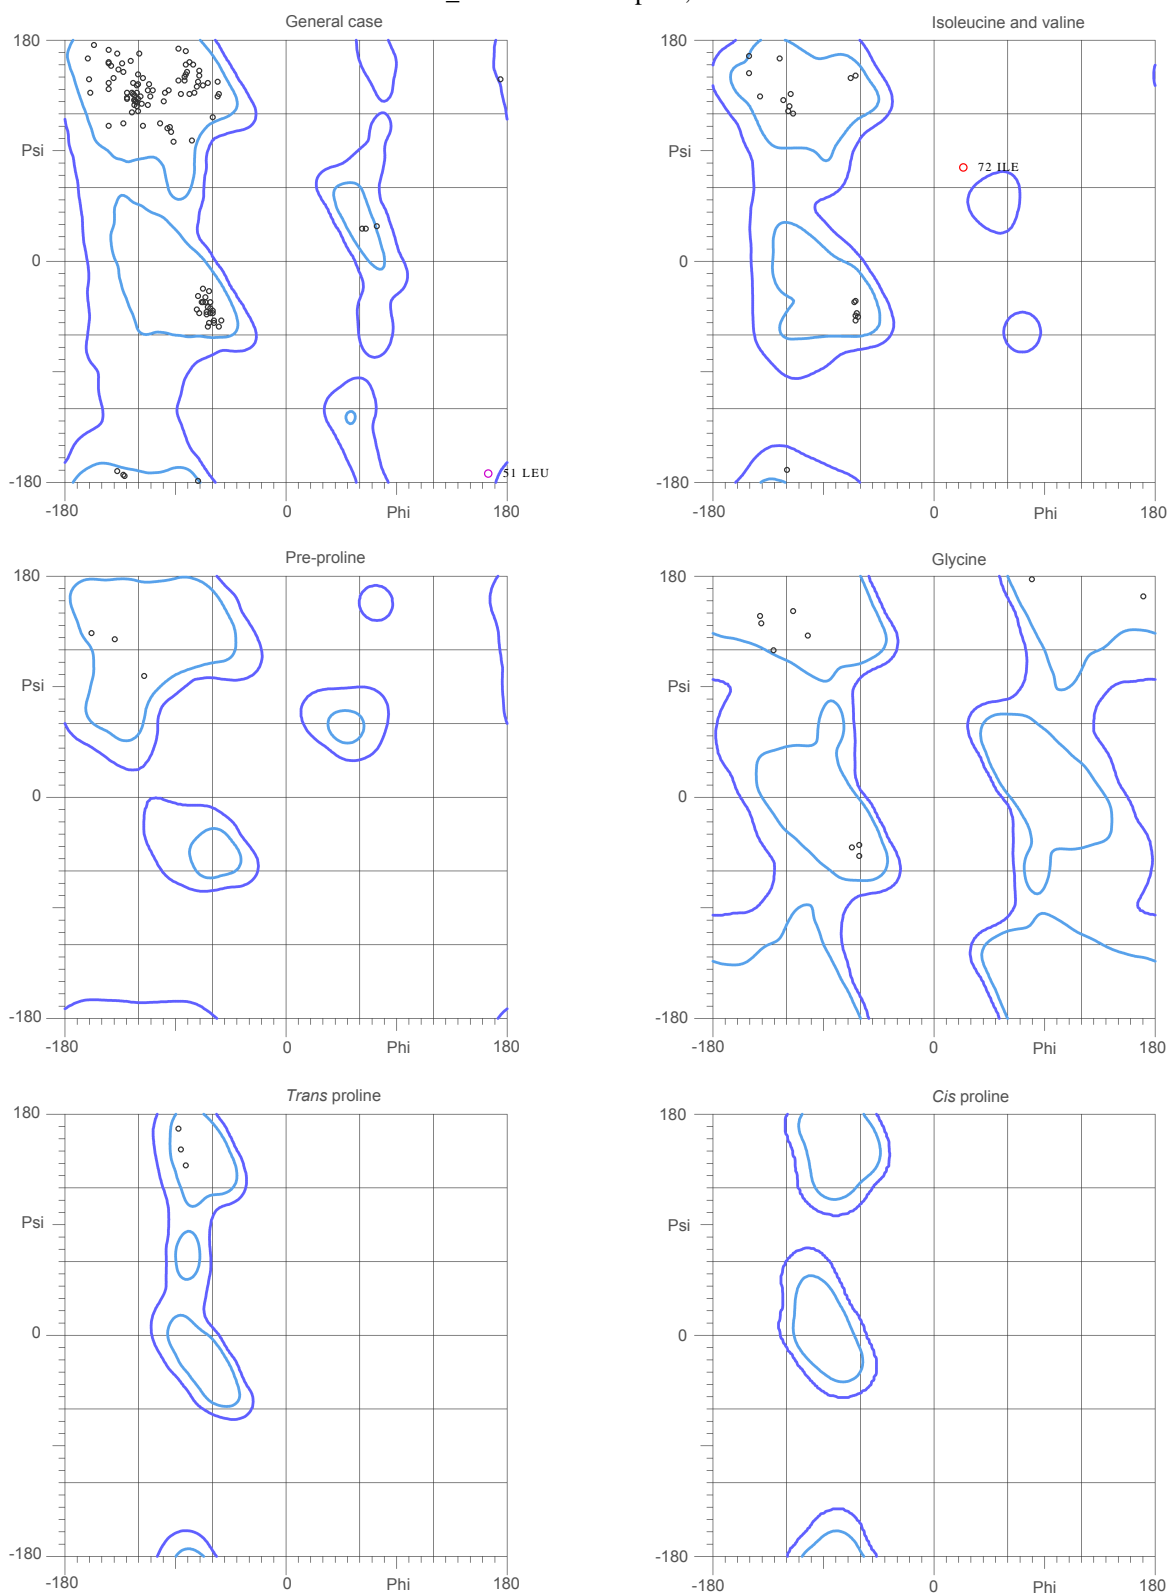 General case
Isoleucine and valine
180
Psi
0
-180
-180
0
Phi
180
51 LEU
180
Psi
0
-180
-180
0
Phi
180
72 ILE
Pre-proline
Glycine
180
Psi
0
-180
-180
0
Phi
180
180
Psi
0
-180
-180
0
Phi
180
Trans proline
Cis proline
180
Psi
0
-180
-180
0
Phi
180
180
Psi
0
-180
-180
0
Phi
180